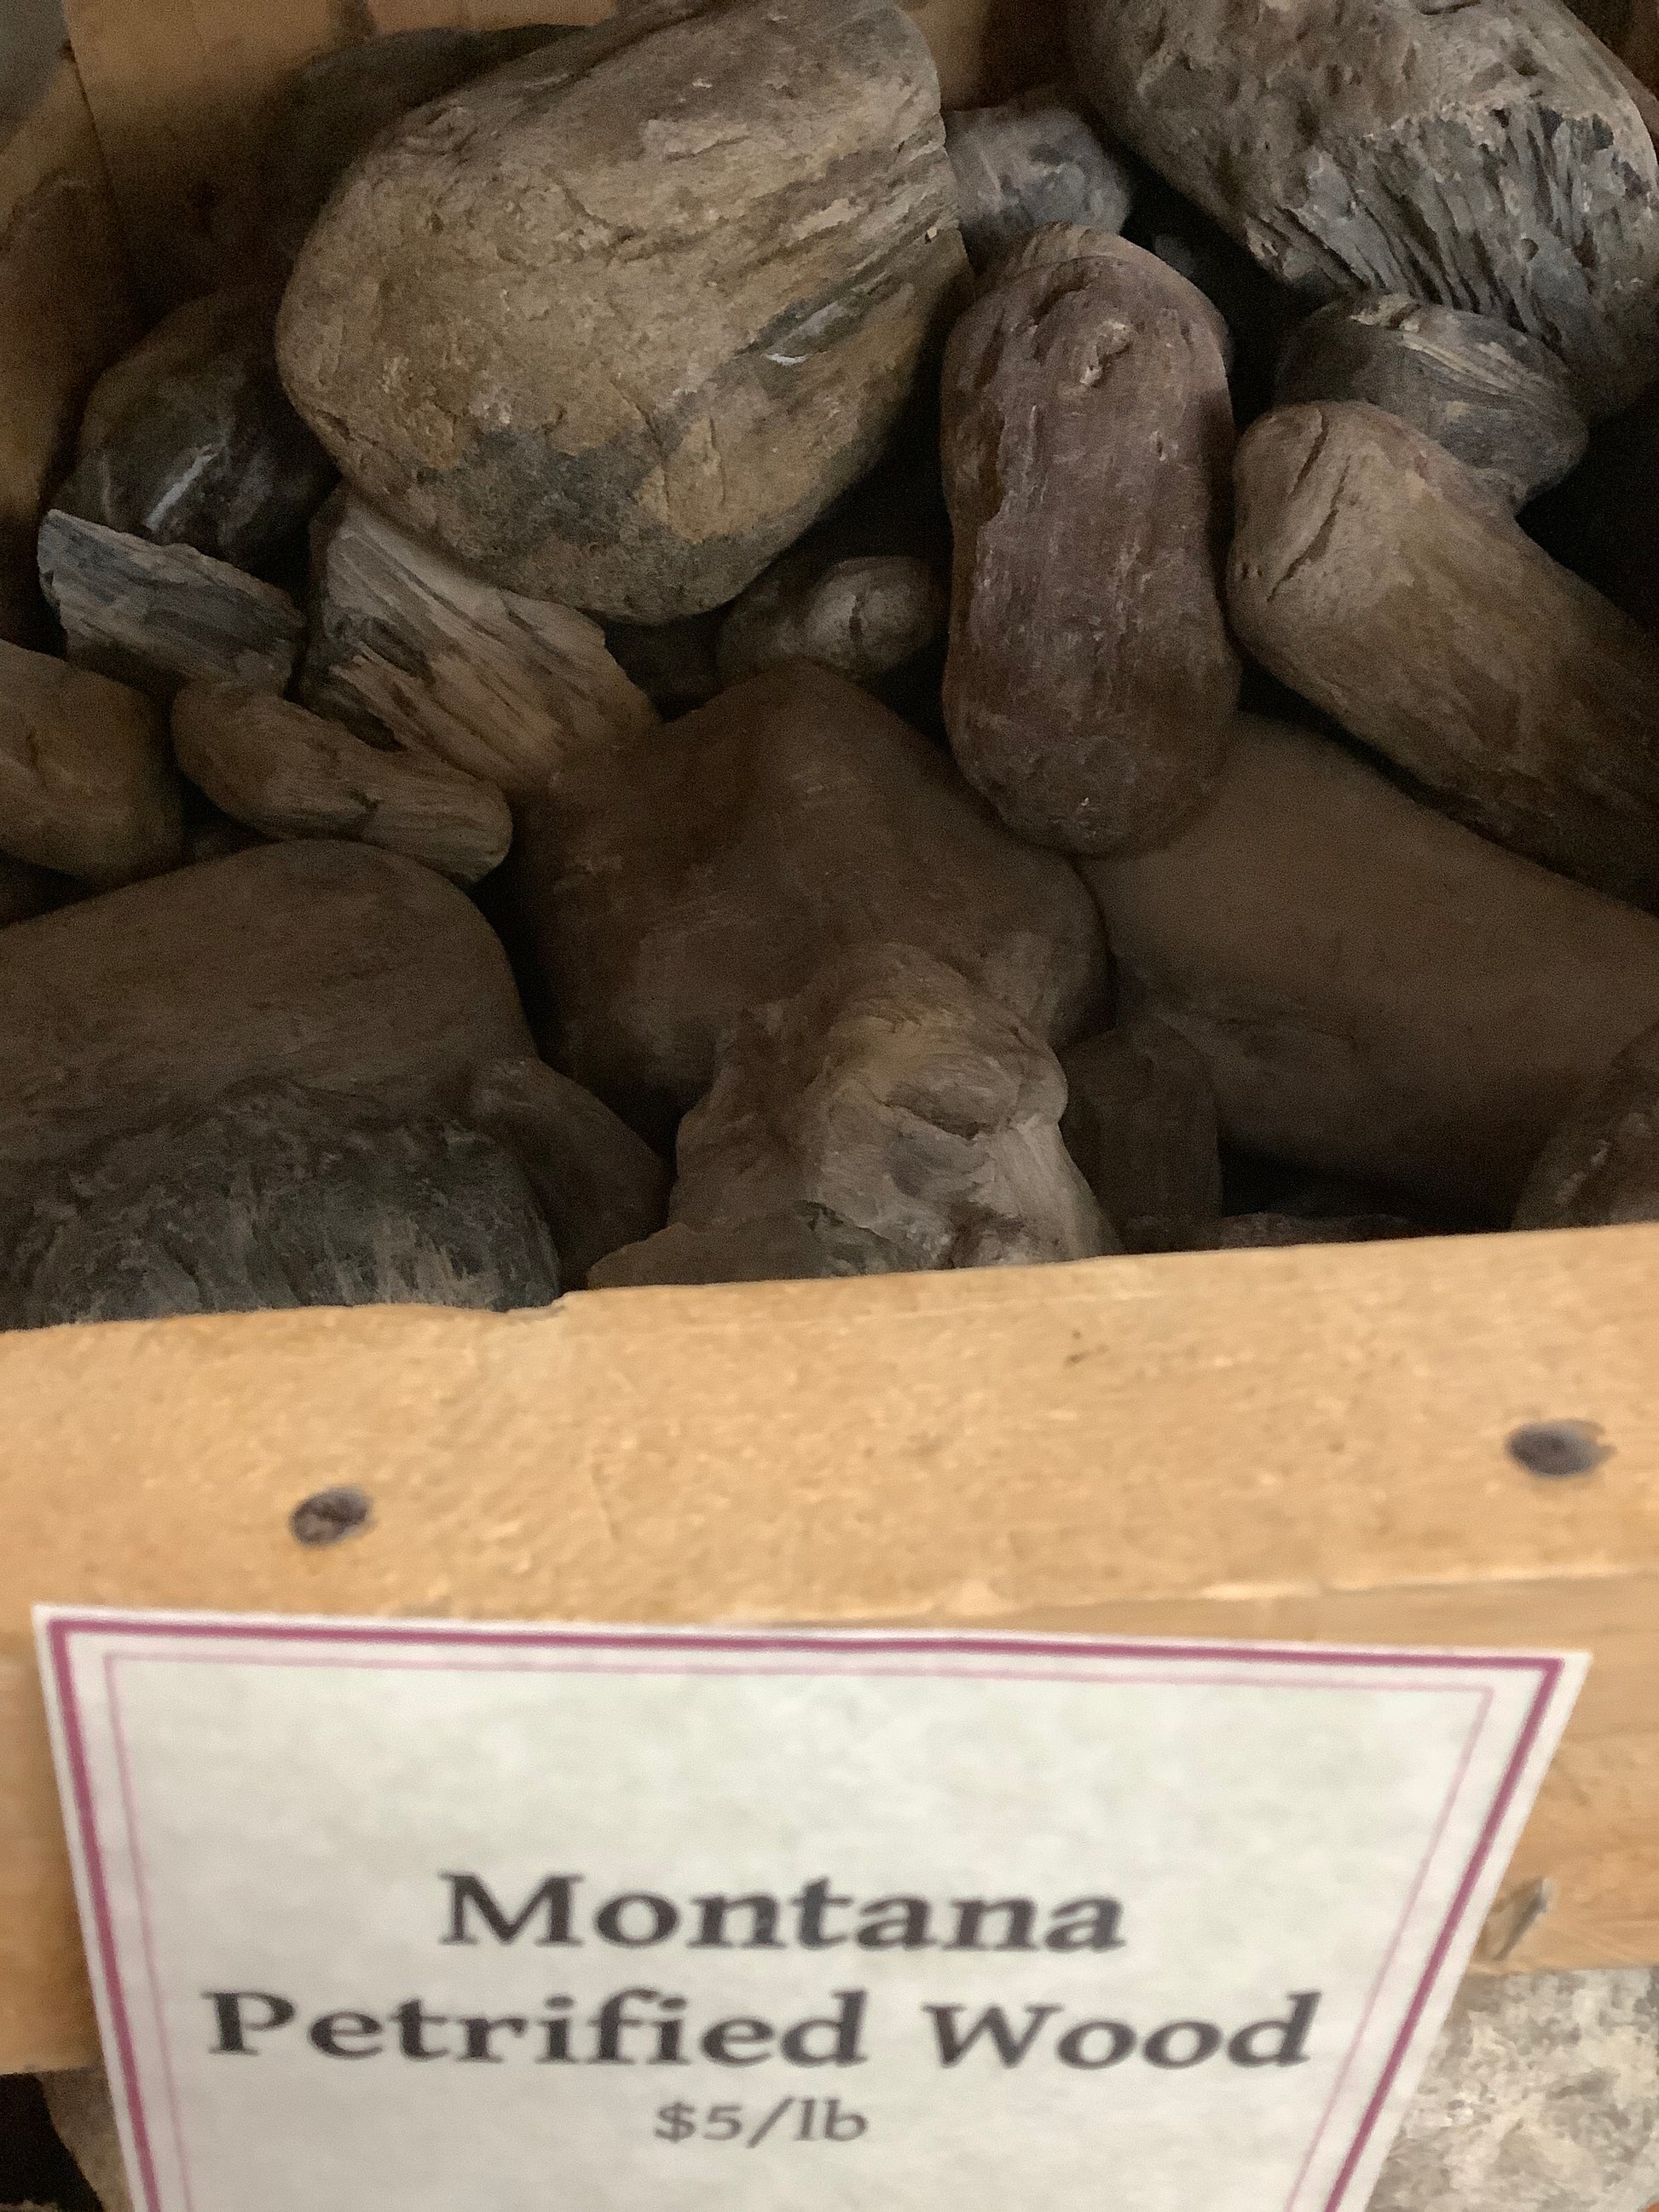 Montana
Petrified Wood
$5/lb